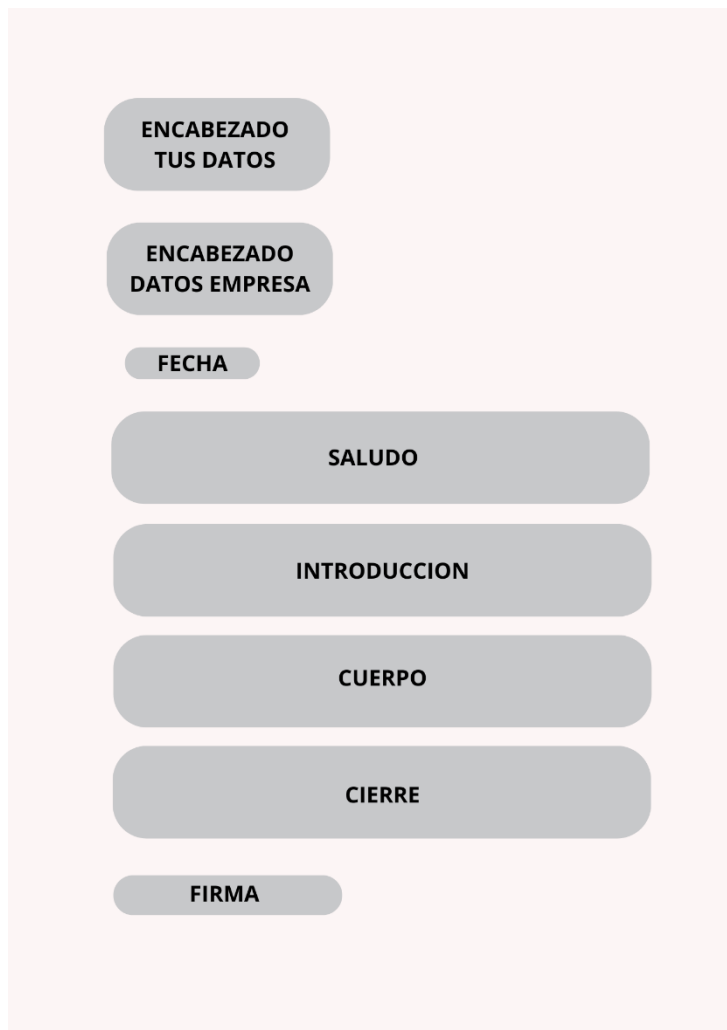 ENCABEZADO
TUS DATOS
ENCABEZADO
DATOS EMPRESA
FECHA
SALUDO
INTRODUCCION
CUERPO
CIERRE
FIRMA